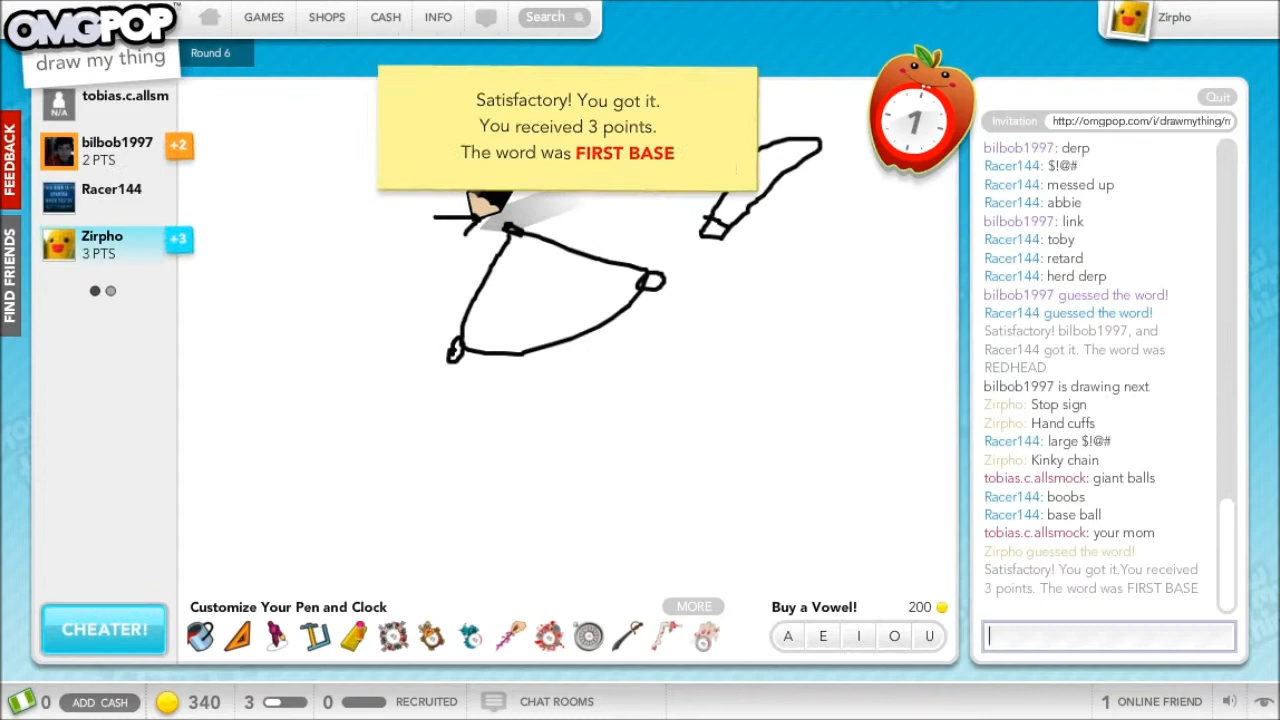 OMGPOP™
GAMES
SHOPS
CASH
INFO
Search
Zirpho
draw my thing
Round 6
FEEDBACK
FIND FRIENDS
tobias.c.allsm
N/A
bilbob1997
2 PTS
+2
Racer144
Zirpho
3 PTS
+3
CHEATER!
Satisfactory! You got it.
You received 3 points.
The word was FIRST BASE
1
Customize Your Pen and Clock
MORE
Buy a Vowel!
200
A E I O U
Quit
Invitation
http://omgpop.com/i/drawmything/n
bilbob1997: derp
Racer144: $!@#
Racer144: messed up
Racer144: abbie
bilbob1997: link
Racer144: toby
Racer144: retard
Racer144: herd derp
bilbob1997 guessed the word!
Racer144 guessed the word!
Satisfactory! bilbob1997, and
Racer144 got it. The word was
REDHEAD
bilbob1997 is drawing next
Zirpho: Stop sign
Zirpho: Hand cuffs
Racer144: large $!@#
Zirpho: Kinky chain
tobias.c.allsmock: giant balls
Racer144: boobs
Racer144: base ball
tobias.c.allsmock: your mom
Zirpho guessed the word!
Satisfactory! You got it.You received
3 points. The word was FIRST BASE
0
ADD CASH
340
3
0
RECRUITED
CHAT ROOMS
1 ONLINE FRIEND